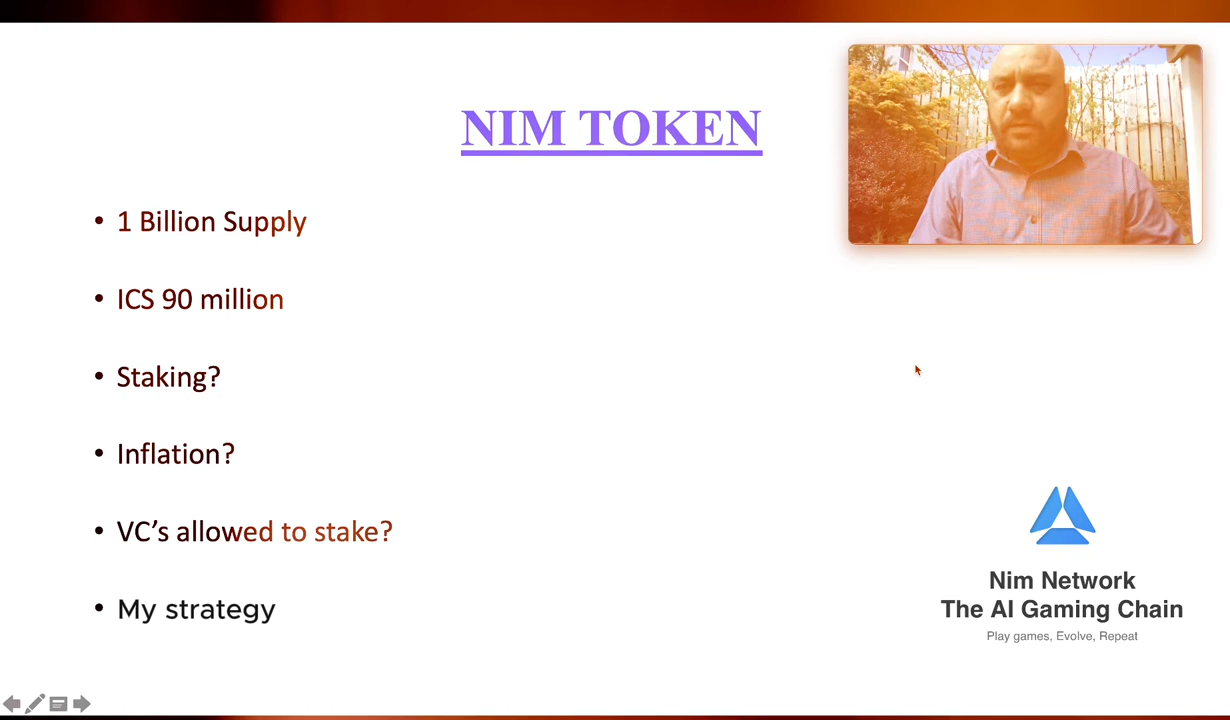 NIM TOKEN
1 Billion Supply
ICS 90 million
Staking?
Inflation?
VC’s allowed to stake?
My strategy
Nim Network
The AI Gaming Chain
Play games, Evolve, Repeat